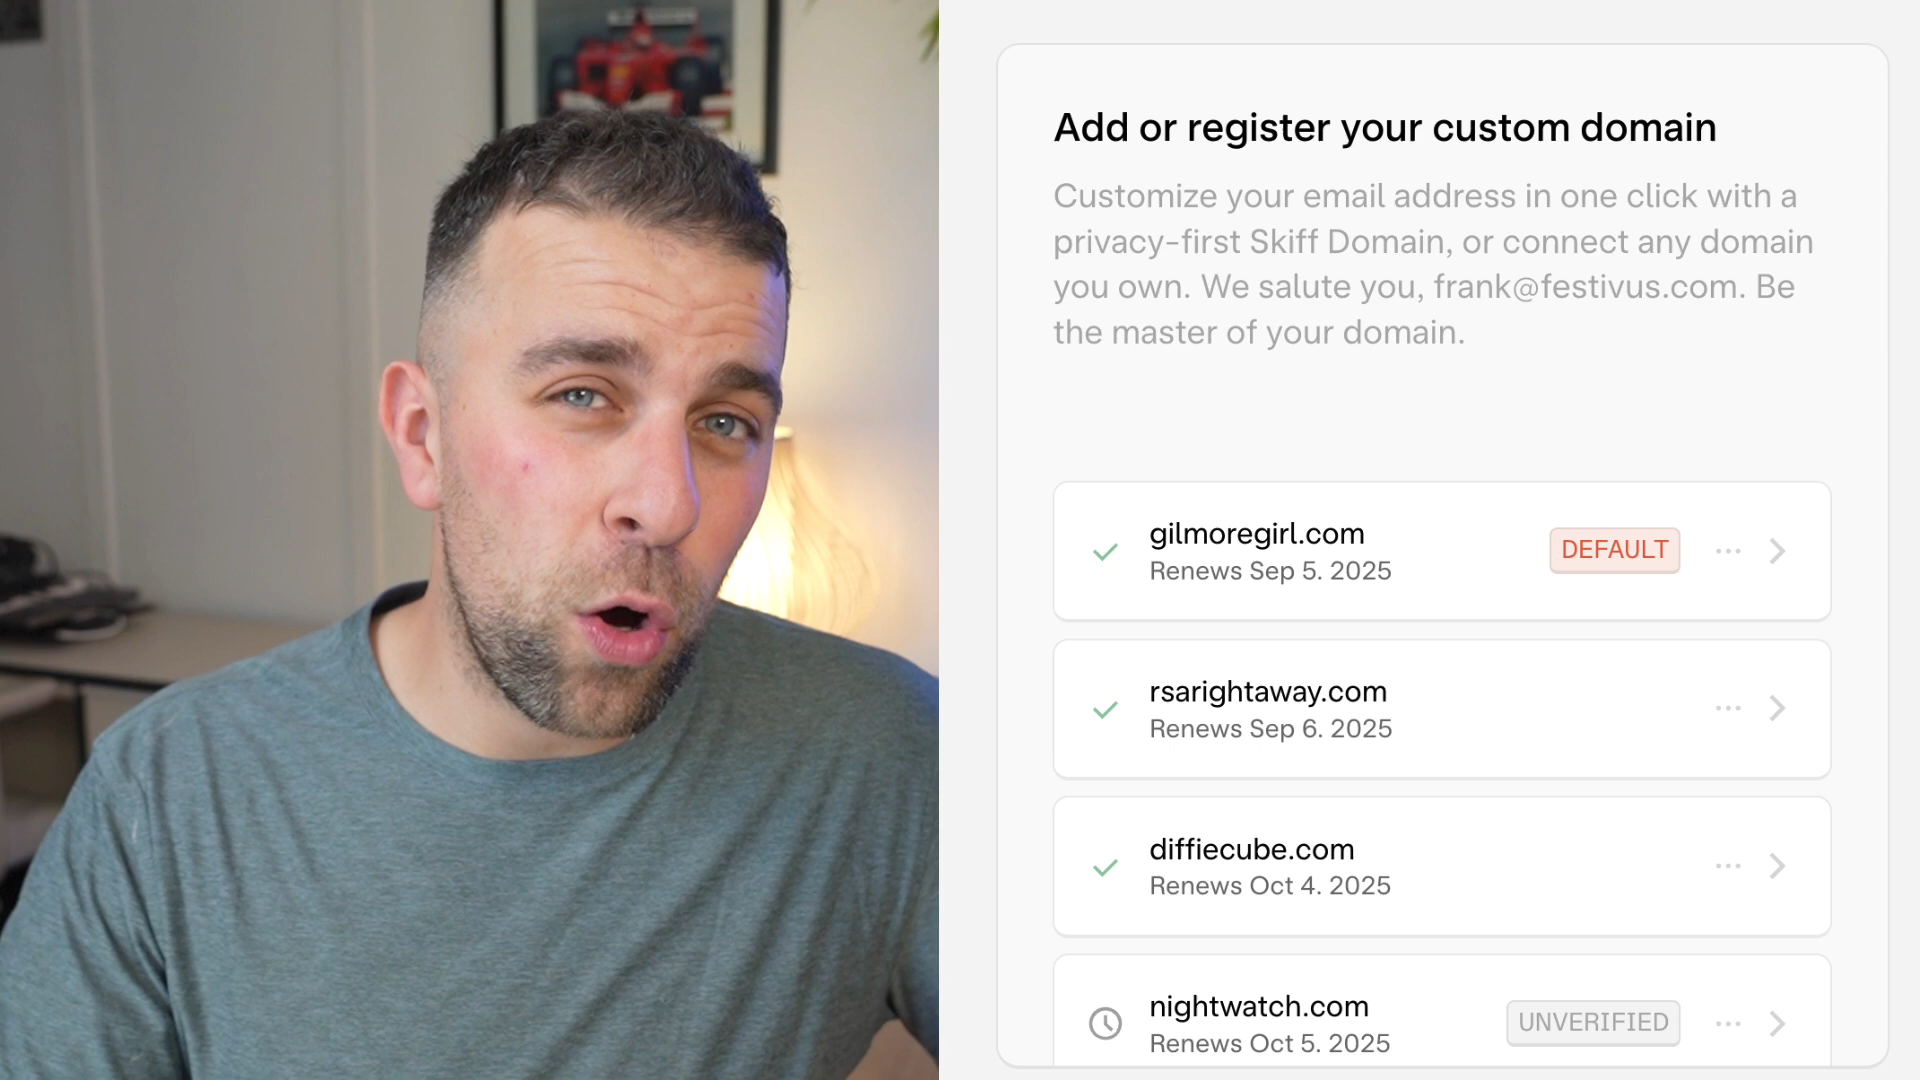 Add or register your custom domain
Customize your email address in one click with a
privacy-first Skiff Domain, or connect any domain
you own. We salute you, frank@festivus.com. Be
the master of your domain.
gilmoregirl.com
Renews Sep 5. 2025
DEFAULT
rsarightaway.com
Renews Sep 6. 2025
diffiecube.com
Renews Oct 4. 2025
nightwatch.com
Renews Oct 5. 2025
UNVERIFIED